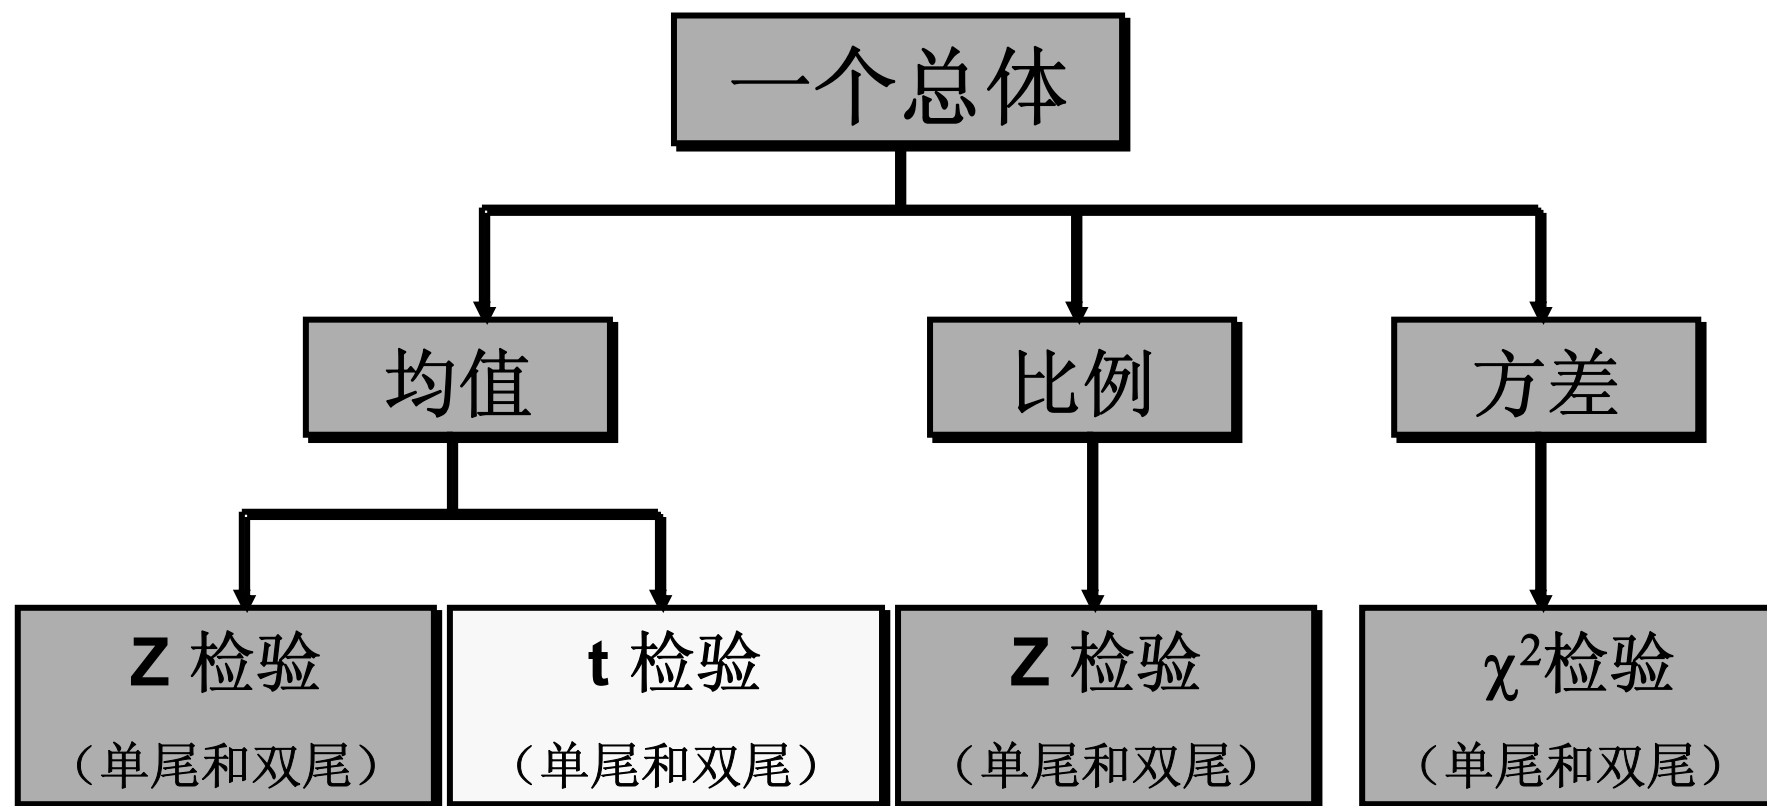 一个总体
均值
比例
方差
Z 检验
（单尾和双尾）
t 检验
（单尾和双尾）
Z 检验
（单尾和双尾）
χ²检验
（单尾和双尾）